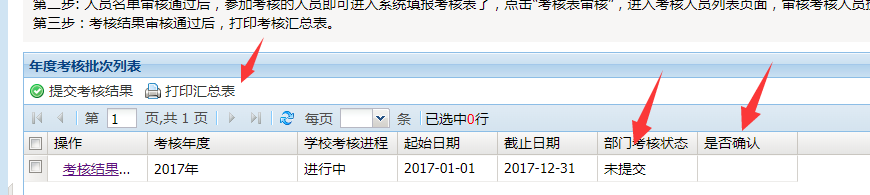 第二步: 人员名单审核通过后，参加考核的人员即可进入系统填报考核表了，点击"考核表审核"，进入考核人员列表页面，审核考核人员
第三步：考核结果审核通过后，打印考核汇总表。
年度考核批次列表
提交考核结果 打印汇总表
第 1 页,共 1 页 每页 条 已选中0行
操作 考核年度 学校考核进程 起始日期 截止日期 部门考核状态 是否确认
考核结果... 2017年 进行中 2017-01-01 2017-12-31 未提交